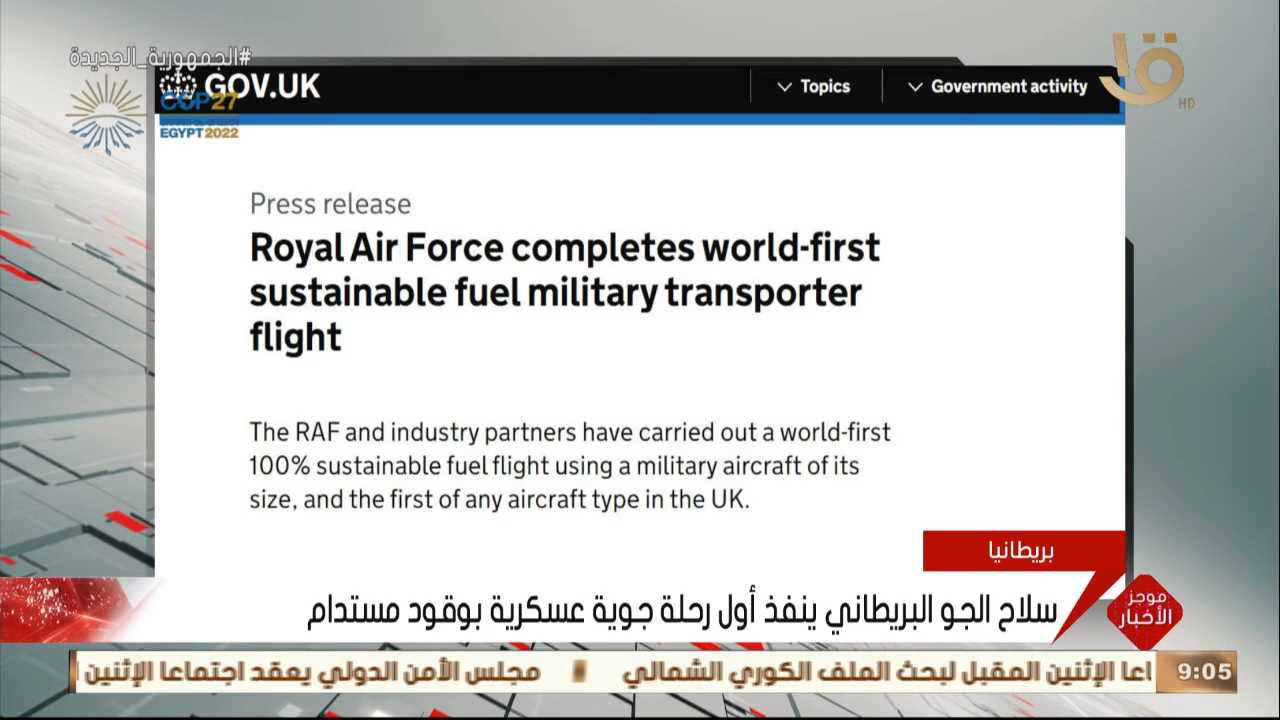 #الجمهورية_الجديدة
GOV.UK
Topics
Government activity
HD
COP27
EGYPT 2022
Press release
Royal Air Force completes world-first
sustainable fuel military transporter
flight
The RAF and industry partners have carried out a world-first
100% sustainable fuel flight using a military aircraft of its
size, and the first of any aircraft type in the UK.
بريطانيا
موجز
الأخبار
سلاح الجو البريطاني ينفذ أول رحلة جوية عسكرية بوقود مستدام
9:05
اعا الإثنين المقبل لبحث الملف الكوري الشمالي
مجلس الأمن الدولي يعقد اجتماعا الإثنين ا